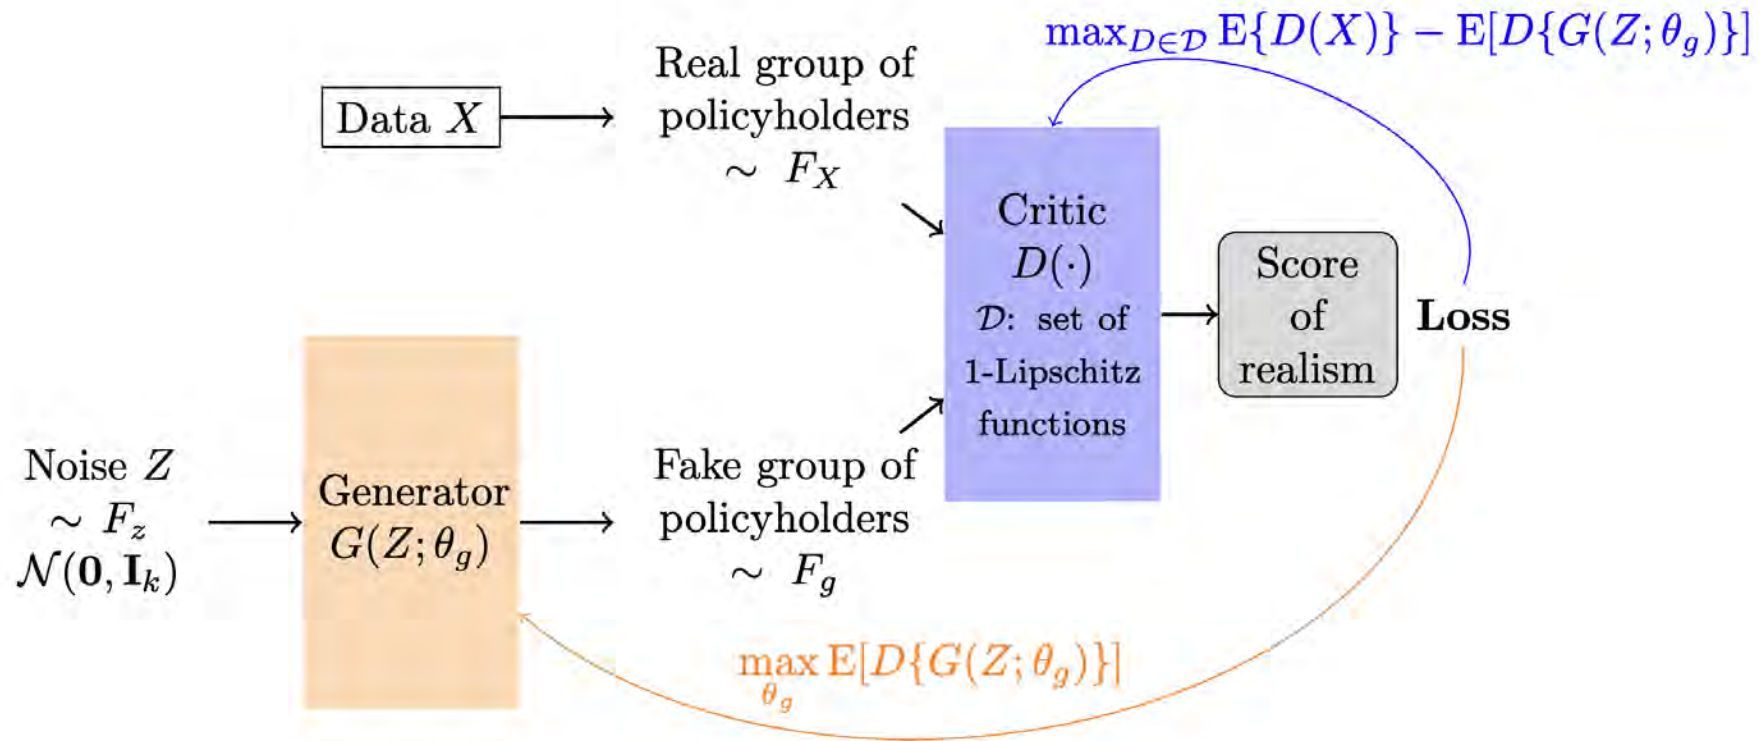 max_{D∈𝒟} E{D(X)} − E[D{G(Z; θ_g)}]
Data X
Real group of
policyholders
∼ F_X
Critic
D(·)
𝒟: set of
1-Lipschitz
functions
Score
of
realism
Loss
Noise Z
∼ F_z
𝒩(𝟎, 𝐈_k)
Generator
G(Z; θ_g)
Fake group of
policyholders
∼ F_g
max E[D{G(Z; θ_g)}]
θ_g